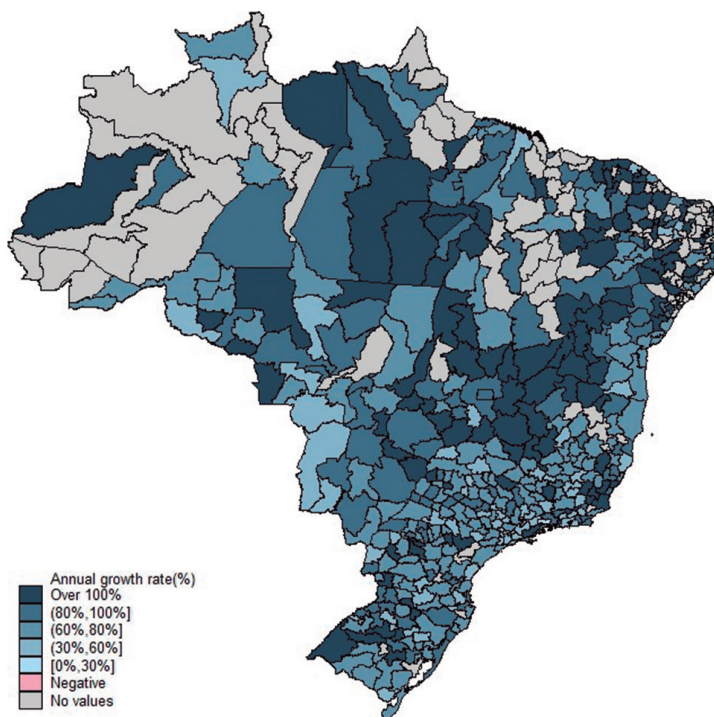 Annual growth rate(%)
Over 100%
(80%,100%]
(60%,80%]
(30%,60%]
[0%,30%]
Negative
No values